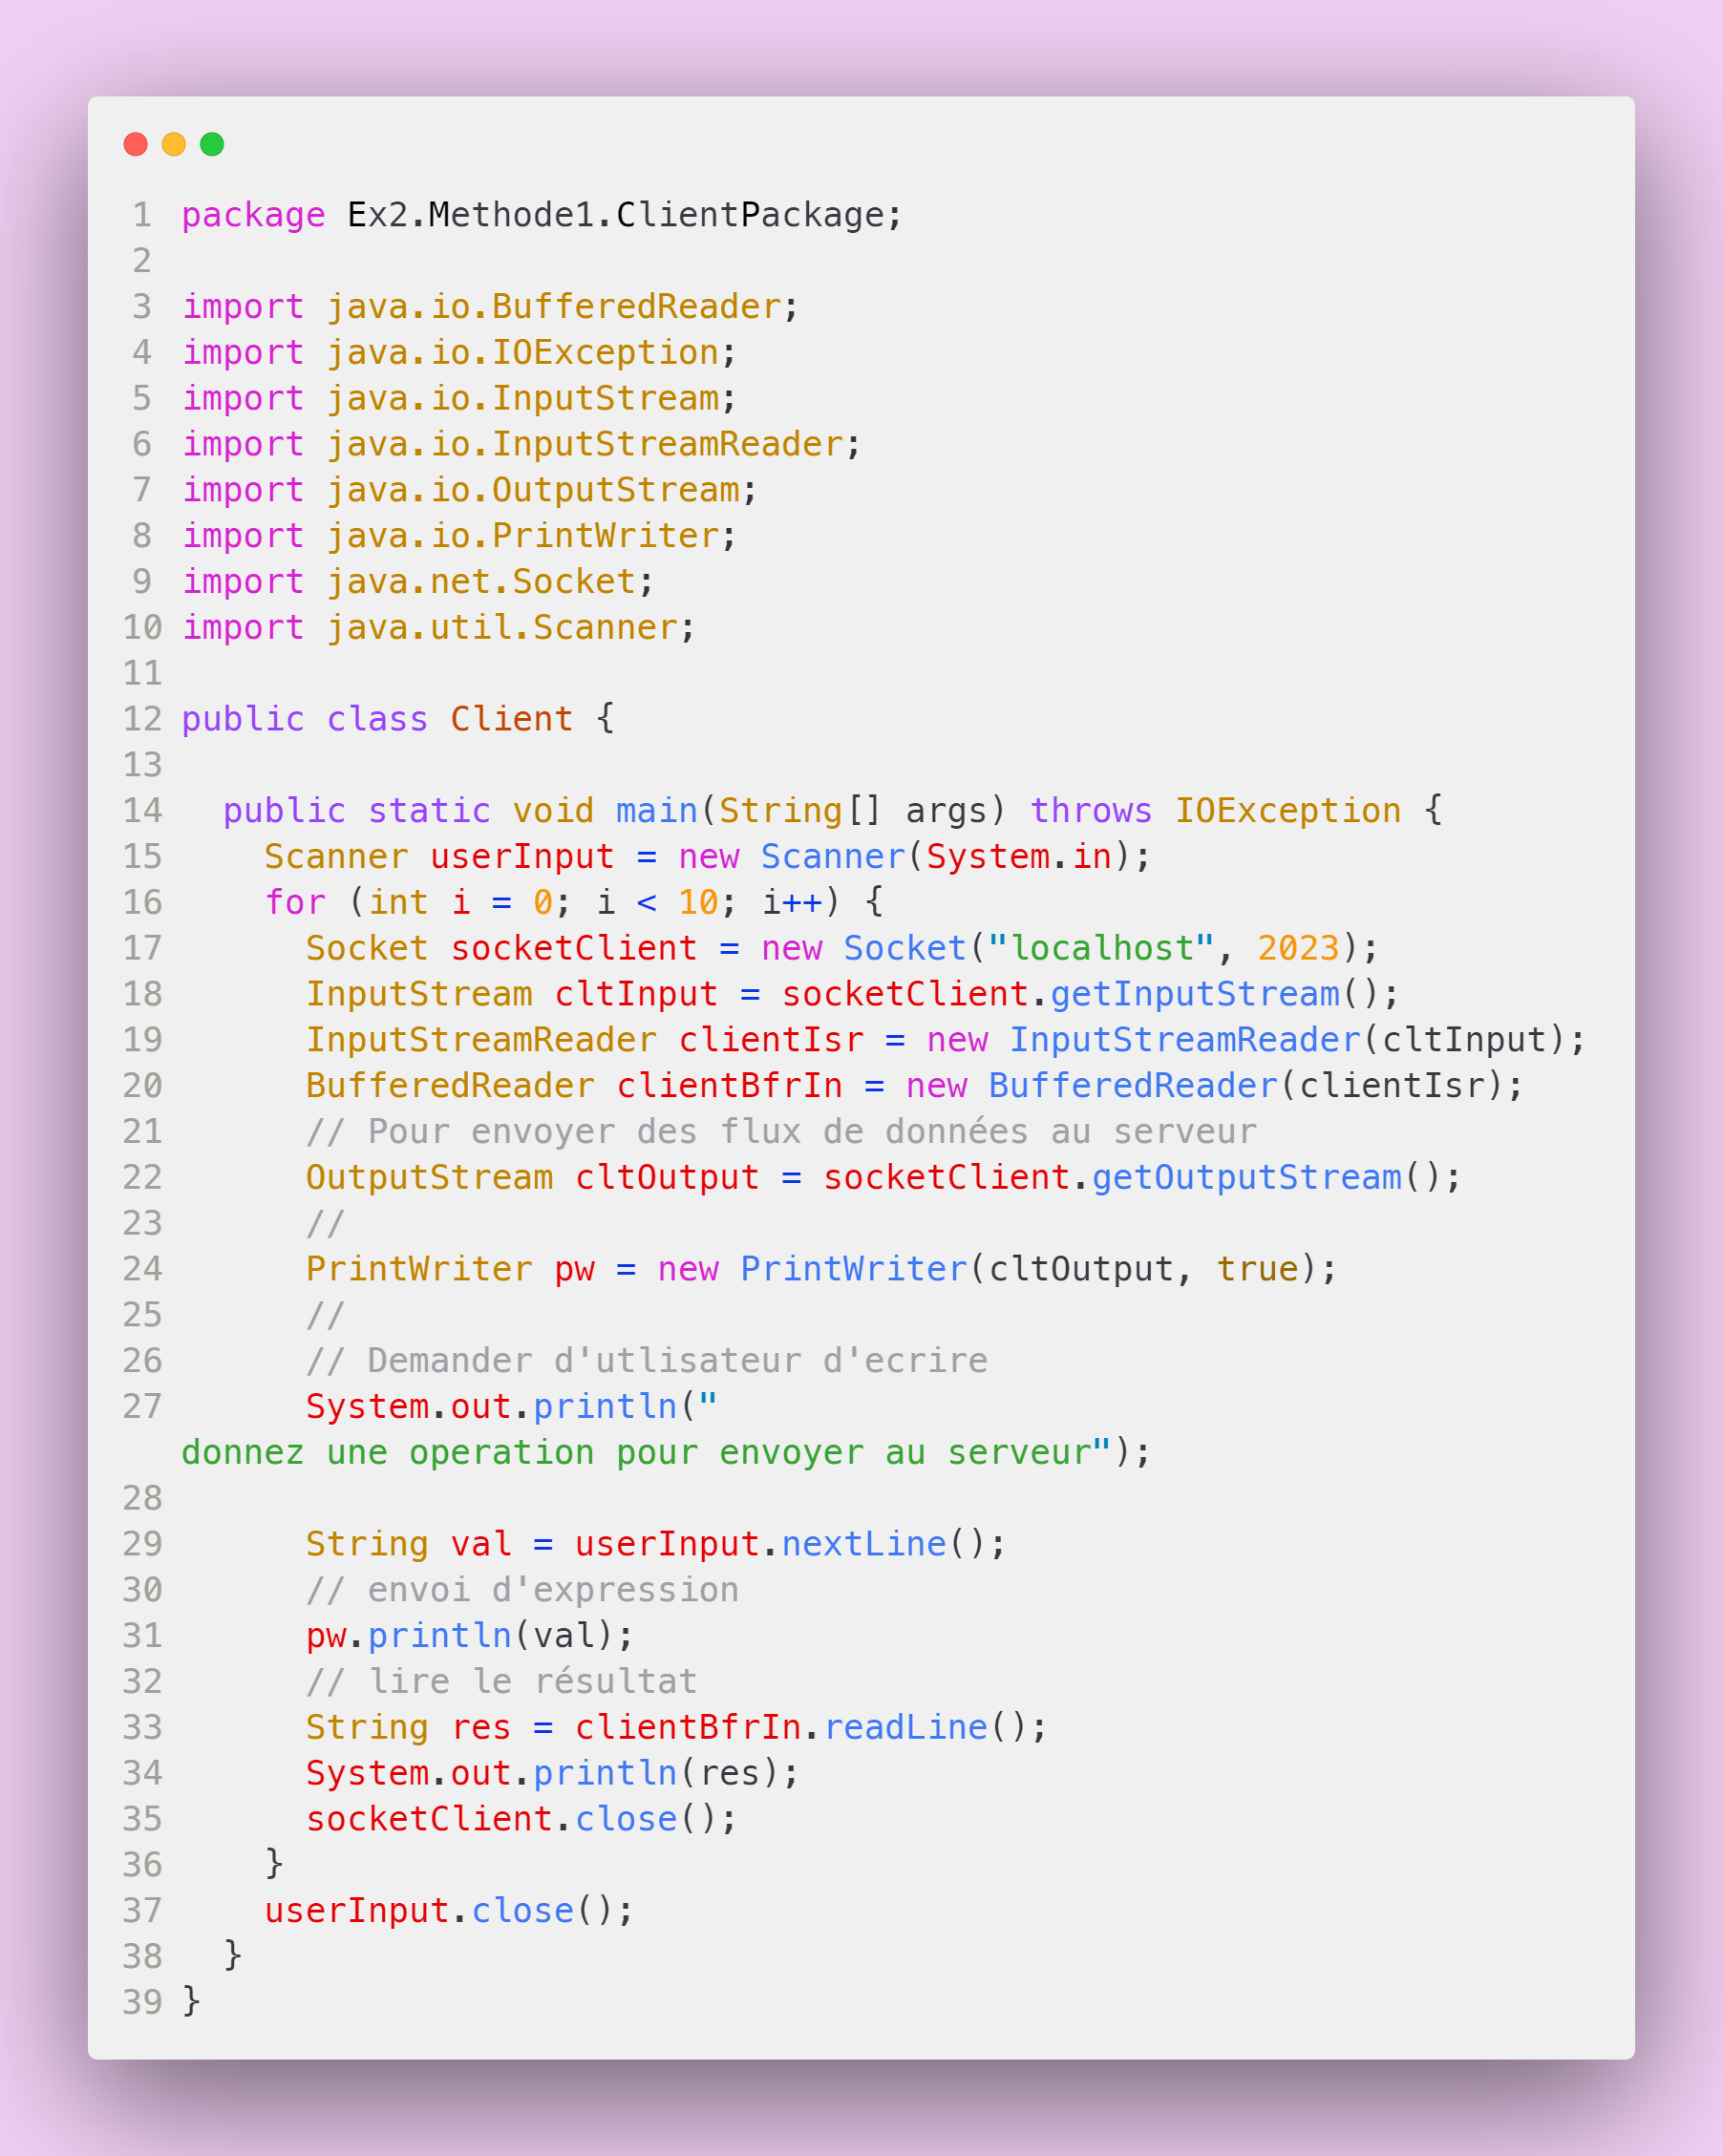 1 package Ex2.Methode1.ClientPackage;
2
3 import java.io.BufferedReader;
4 import java.io.IOException;
5 import java.io.InputStream;
6 import java.io.InputStreamReader;
7 import java.io.OutputStream;
8 import java.io.PrintWriter;
9 import java.net.Socket;
10 import java.util.Scanner;
11
12 public class Client {
13
14   public static void main(String[] args) throws IOException {
15     Scanner userInput = new Scanner(System.in);
16     for (int i = 0; i < 10; i++) {
17       Socket socketClient = new Socket("localhost", 2023);
18       InputStream cltInput = socketClient.getInputStream();
19       InputStreamReader clientIsr = new InputStreamReader(cltInput);
20       BufferedReader clientBfrIn = new BufferedReader(clientIsr);
21       // Pour envoyer des flux de données au serveur
22       OutputStream cltOutput = socketClient.getOutputStream();
23       //
24       PrintWriter pw = new PrintWriter(cltOutput, true);
25       //
26       // Demander d'utlisateur d'ecrire
27       System.out.println("
donnez une operation pour envoyer au serveur");
28
29       String val = userInput.nextLine();
30       // envoi d'expression
31       pw.println(val);
32       // lire le résultat
33       String res = clientBfrIn.readLine();
34       System.out.println(res);
35       socketClient.close();
36     }
37     userInput.close();
38   }
39 }